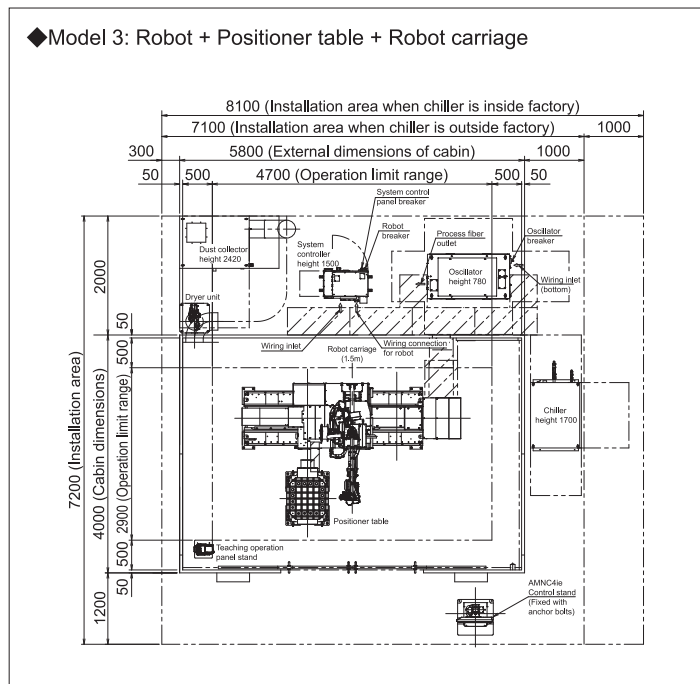 ◆Model 3: Robot + Positioner table + Robot carriage
8100 (Installation area when chiller is inside factory)
7100 (Installation area when chiller is outside factory)
1000
300
5800 (External dimensions of cabin)
1000
50
500
4700 (Operation limit range)
500
50
System control
panel breaker
Robot
breaker
Process fiber
outlet
Oscillator
breaker
Dust collector
height 2420
System
controller
height 1500
Oscillator
height 780
Wiring inlet
(bottom)
Dryer unit
Wiring inlet
Wiring connection
for robot
Robot carriage
(1.5m)
Chiller
height 1700
Positioner table
Teaching operation
panel stand
AMNC4ie
Control stand
(Fixed with
anchor bolts)
7200 (Installation area)
2000
4000 (Cabin dimensions)
1200
50
500
2900 (Operation limit range)
500
50